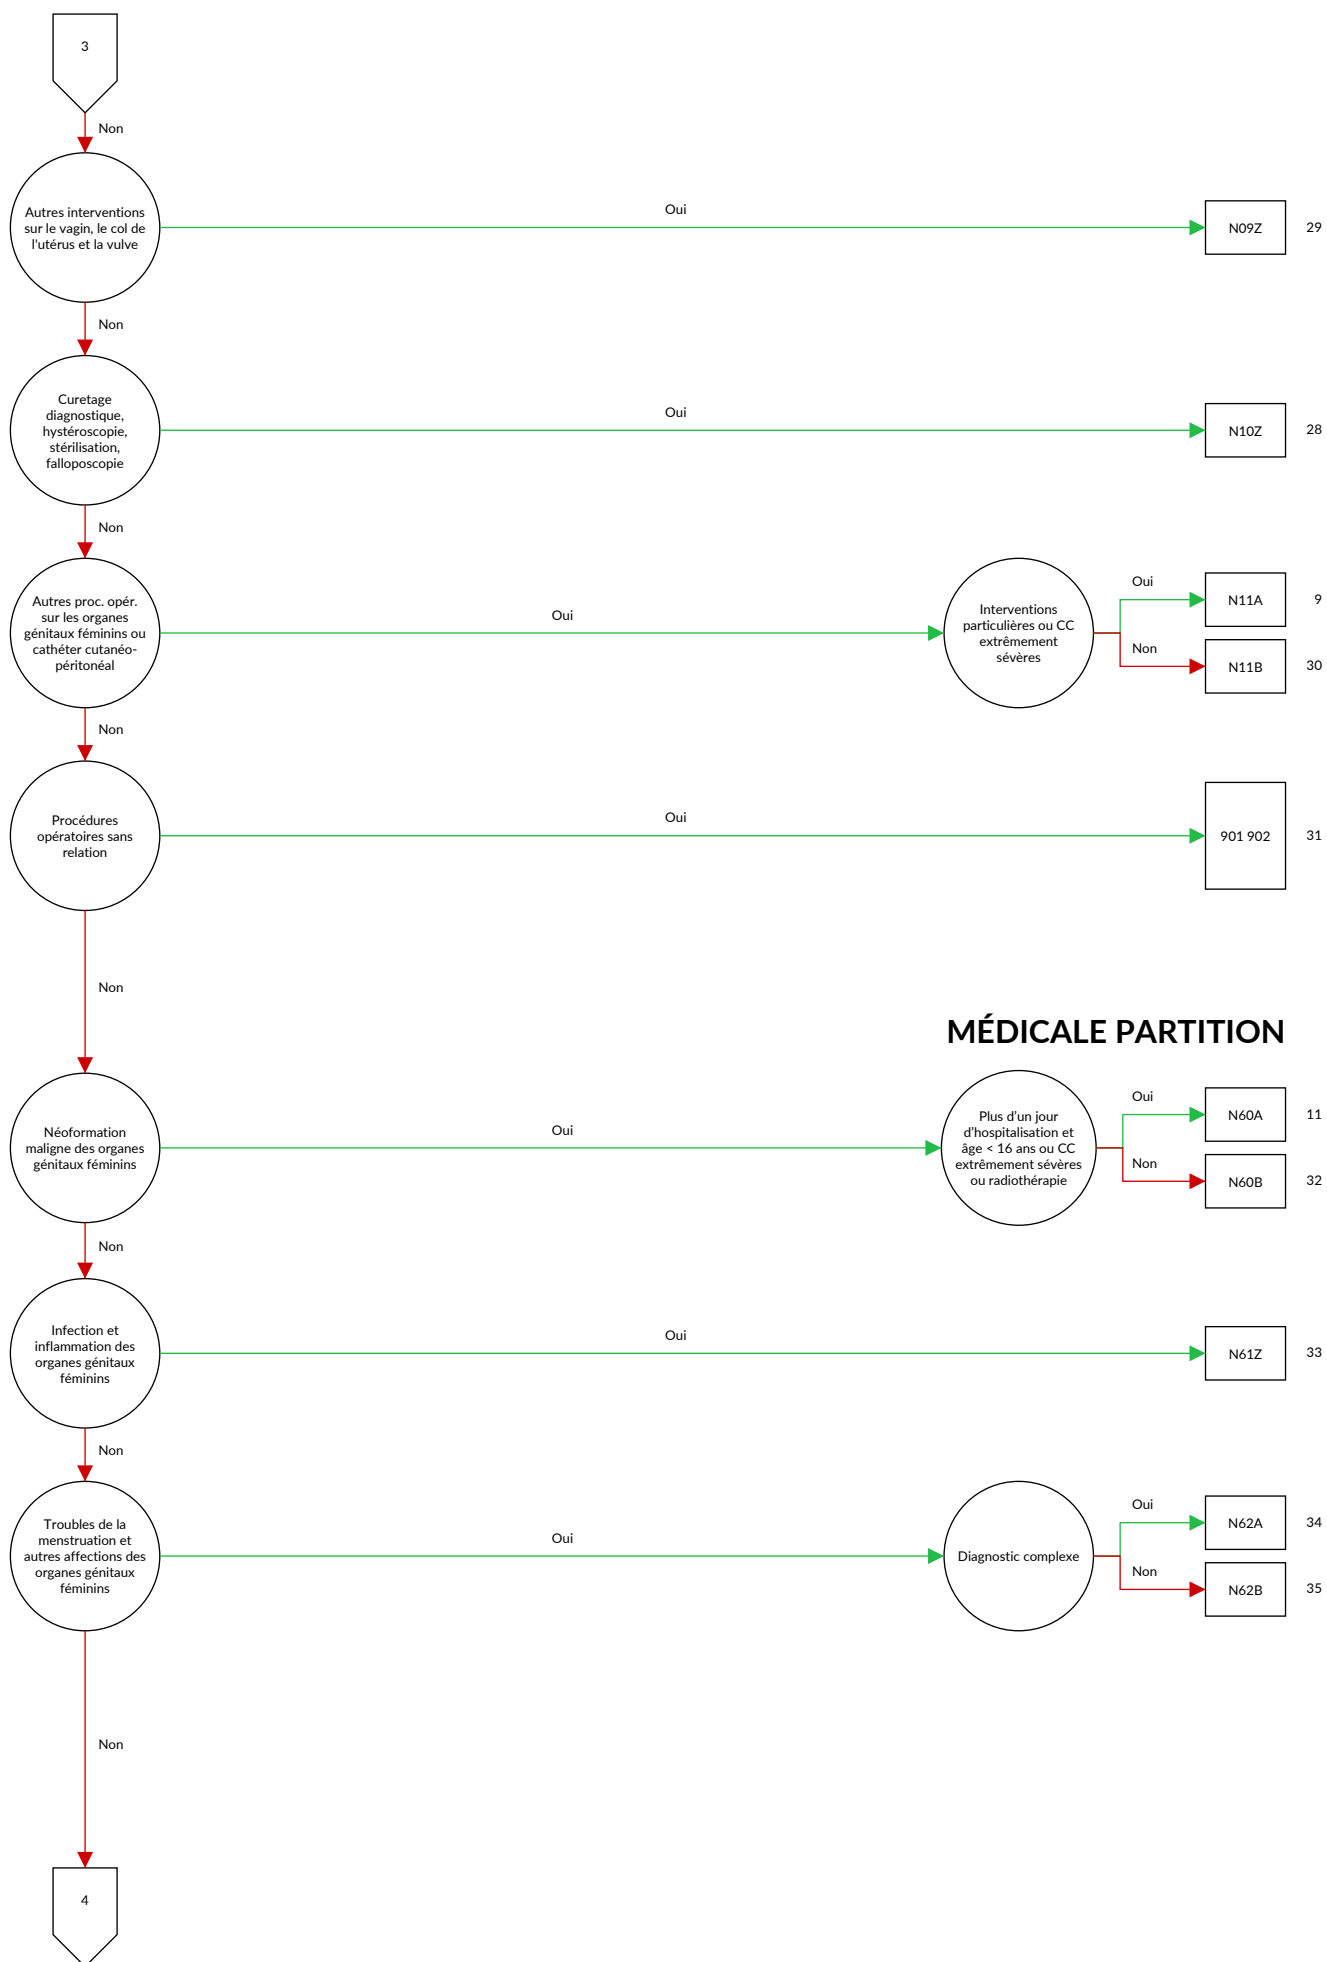 3
Non
Autres interventions
sur le vagin, le col de
l'utérus et la vulve
Oui
N09Z
29
Non
Curetage
diagnostique,
hystéroscopie,
stérilisation,
falloposcopie
Oui
N10Z
28
Non
Autres proc. opér.
sur les organes
génitaux féminins ou
cathéter cutanéo-
péritonéal
Oui
Interventions
particulières ou CC
extrêmement
sévères
Oui
N11A
9
Non
N11B
30
Non
Procédures
opératoires sans
relation
Oui
901 902
31
Non
MÉDICALE PARTITION
Néoformation
maligne des organes
génitaux féminins
Oui
Plus d'un jour
d'hospitalisation et
âge < 16 ans ou CC
extrêmement sévères
ou radiothérapie
Oui
N60A
11
Non
N60B
32
Non
Infection et
inflammation des
organes génitaux
féminins
Oui
N61Z
33
Non
Troubles de la
menstruation et
autres affections des
organes génitaux
féminins
Oui
Diagnostic complexe
Oui
N62A
34
Non
N62B
35
Non
4